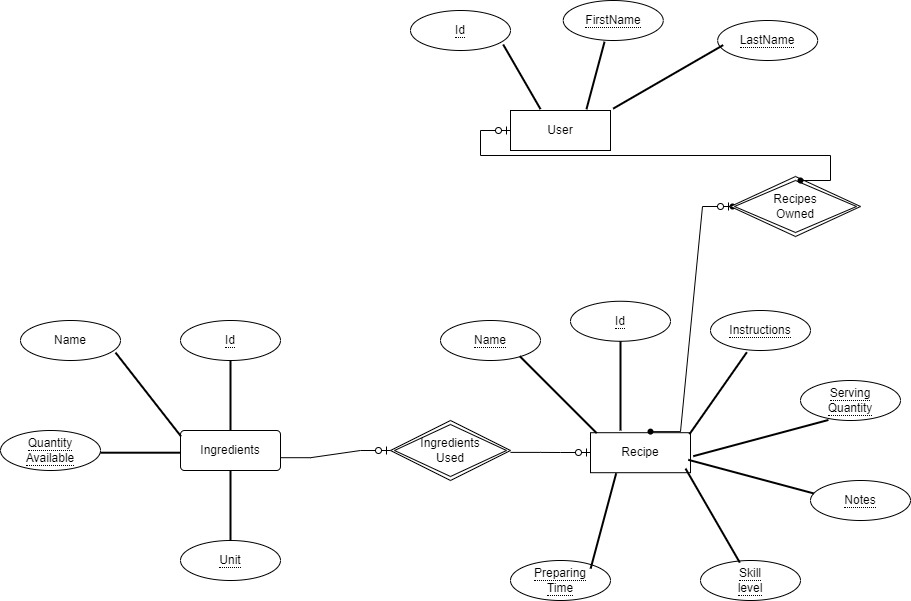 Id
FirstName
LastName
User
Recipes
Owned
Name
Id
Name
Id
Instructions
Serving
Quantity
Quantity
Available
Ingredients
Ingredients
Used
Recipe
Notes
Unit
Preparing
Time
Skill
level